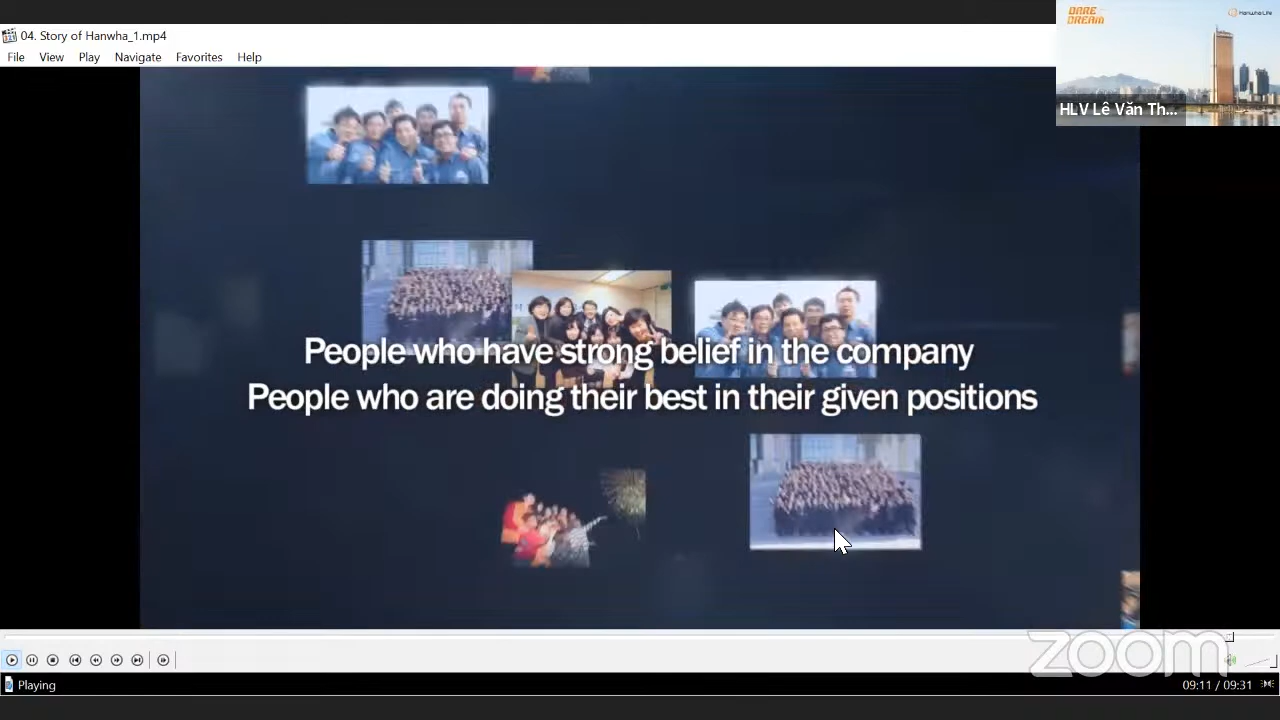 04. Story of Hanwha_1.mp4
File View Play Navigate Favorites Help
DARE
DREAM
Hanwha Life
HLV Lê Văn Th...
People who have strong belief in the company
People who are doing their best in their given positions
zoom
Playing
09:11 / 09:31